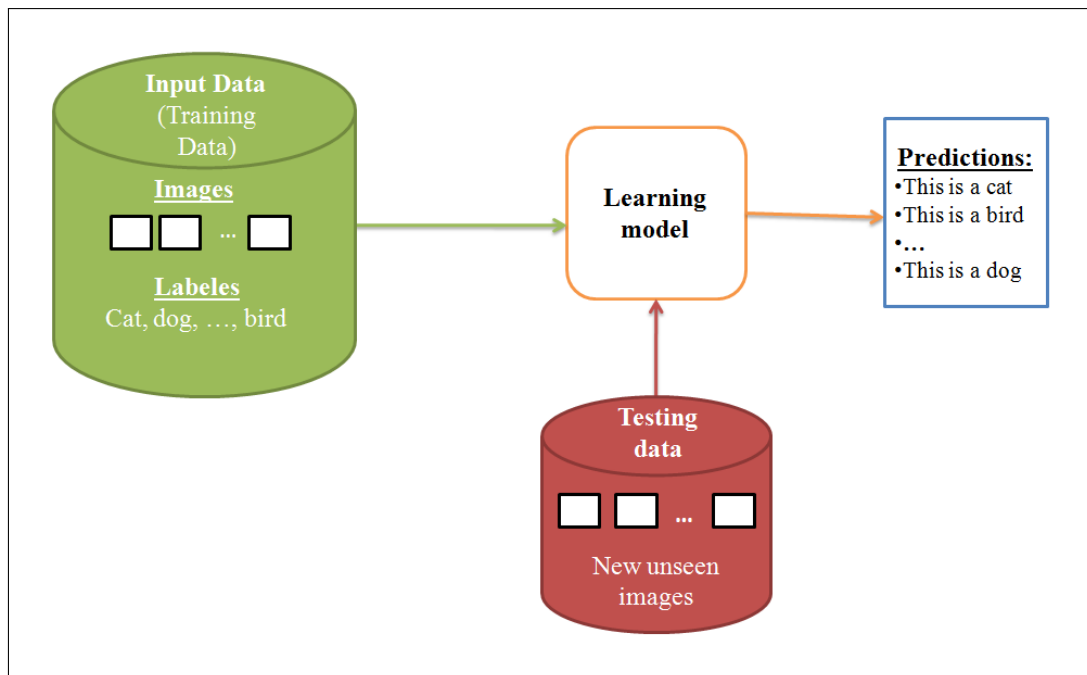 Input Data
(Training
Data)
Images
...
Labeles
Cat, dog, …, bird
Learning
model
Predictions:
•This is a cat
•This is a bird
•…
•This is a dog
Testing
data
...
New unseen
images